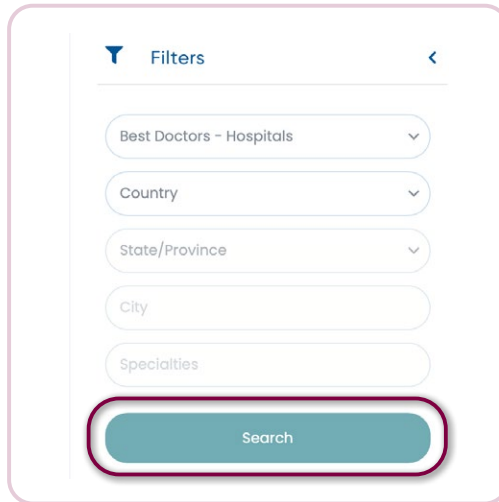 Filters
Best Doctors - Hospitals
Country
State/Province
City
Specialties
Search